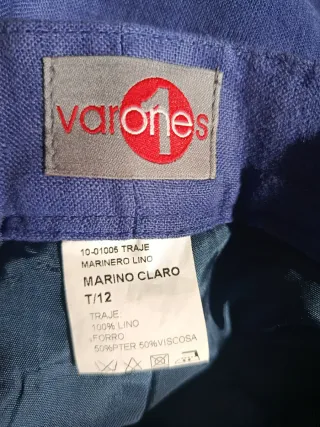 varones
1
10-01005 TRAJE
MARINERO LINO
MARINO CLARO
T/12
TRAJE:
100% LINO
FORRO
50%PTER 50%VISCOSA